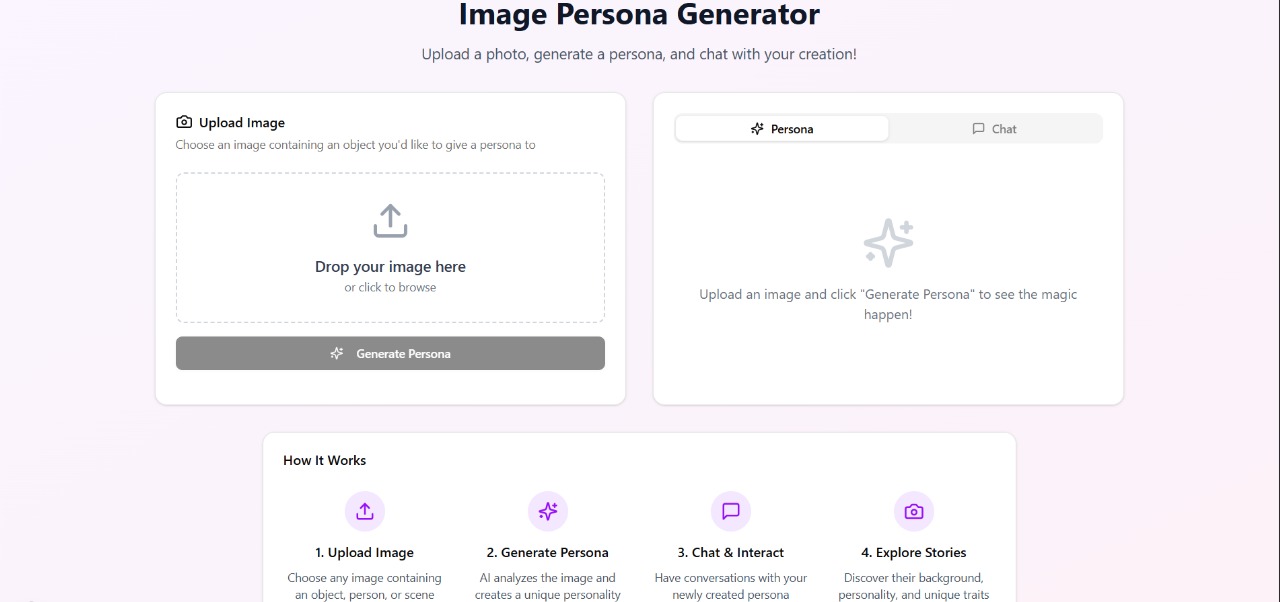 Image Persona Generator
Upload a photo, generate a persona, and chat with your creation!
Upload Image
Choose an image containing an object you'd like to give a persona to
Drop your image here
or click to browse
Generate Persona
Persona
Chat
Upload an image and click "Generate Persona" to see the magic
happen!
How It Works
1. Upload Image
Choose any image containing
an object, person, or scene
2. Generate Persona
AI analyzes the image and
creates a unique personality
3. Chat & Interact
Have conversations with your
newly created persona
4. Explore Stories
Discover their background,
personality, and unique traits